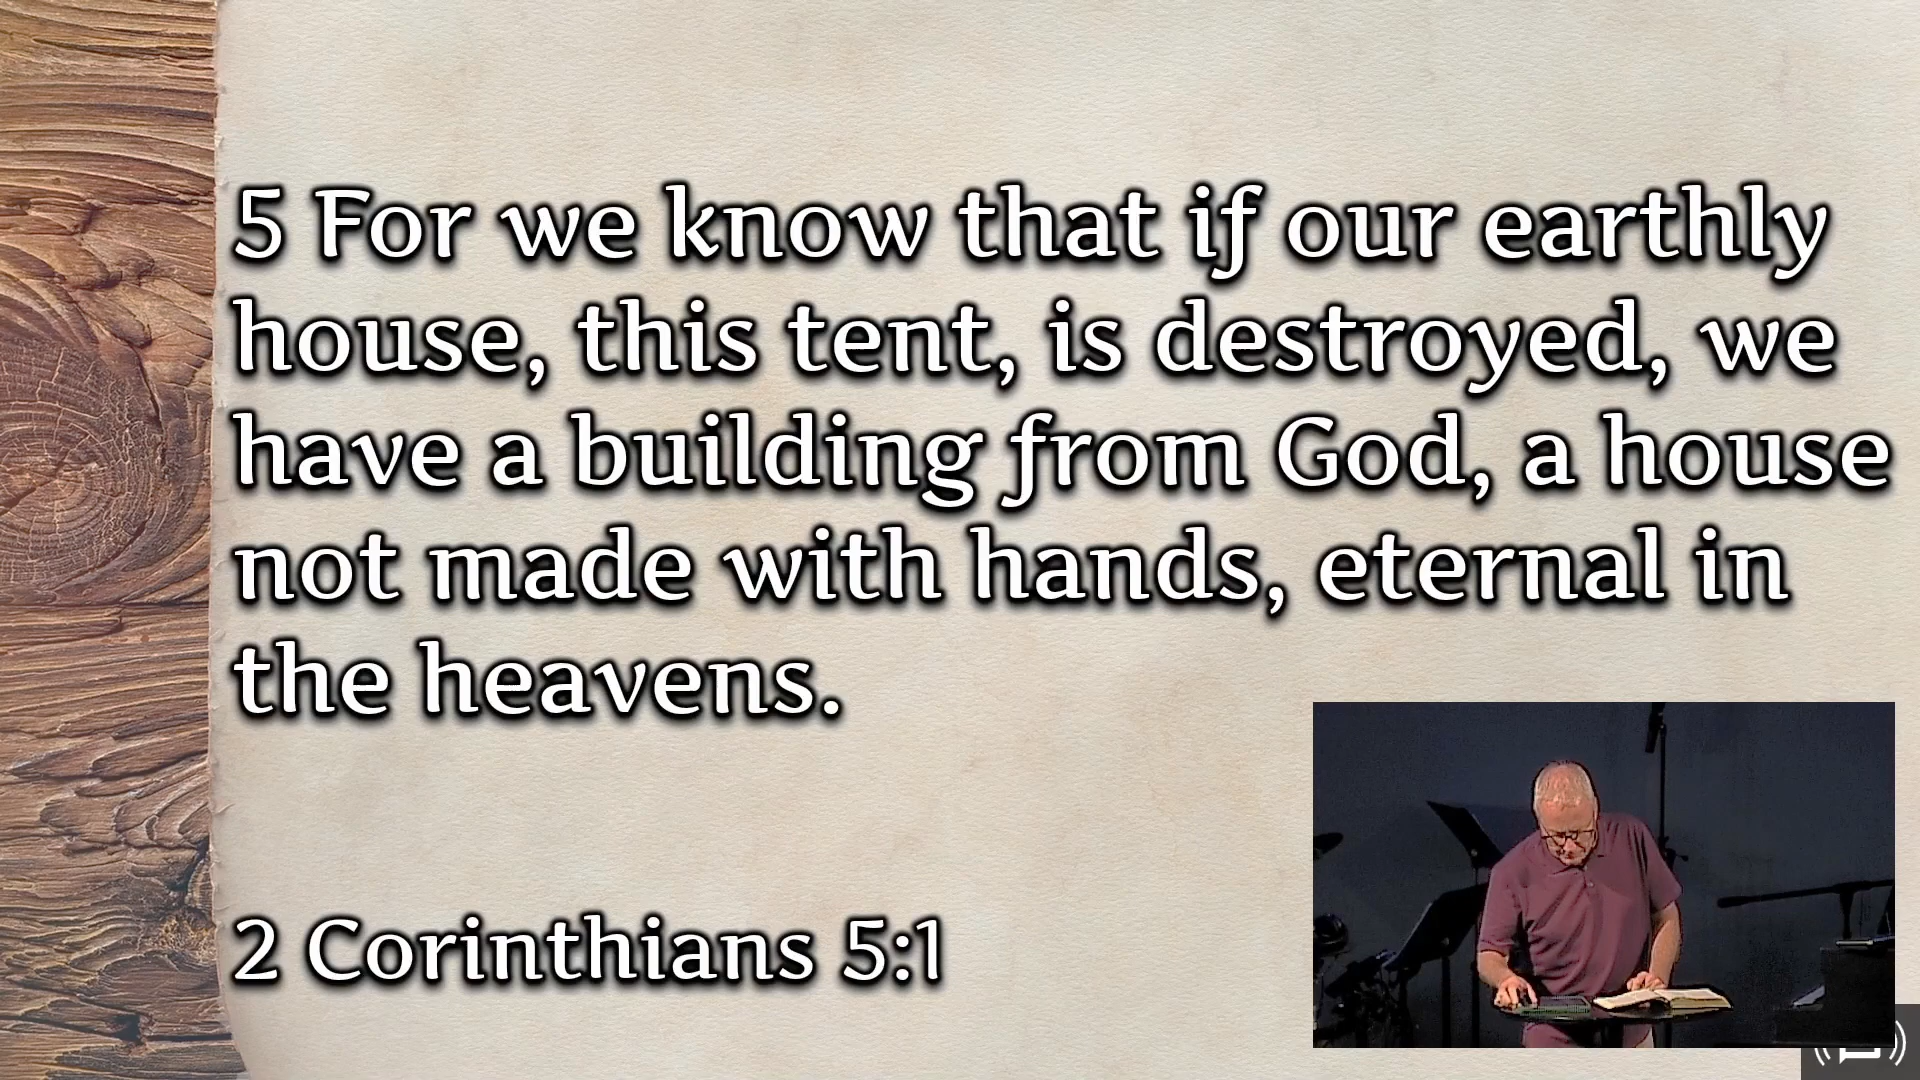 5 For we know that if our earthly
house, this tent, is destroyed, we
have a building from God, a house
not made with hands, eternal in
the heavens.
2 Corinthians 5:1